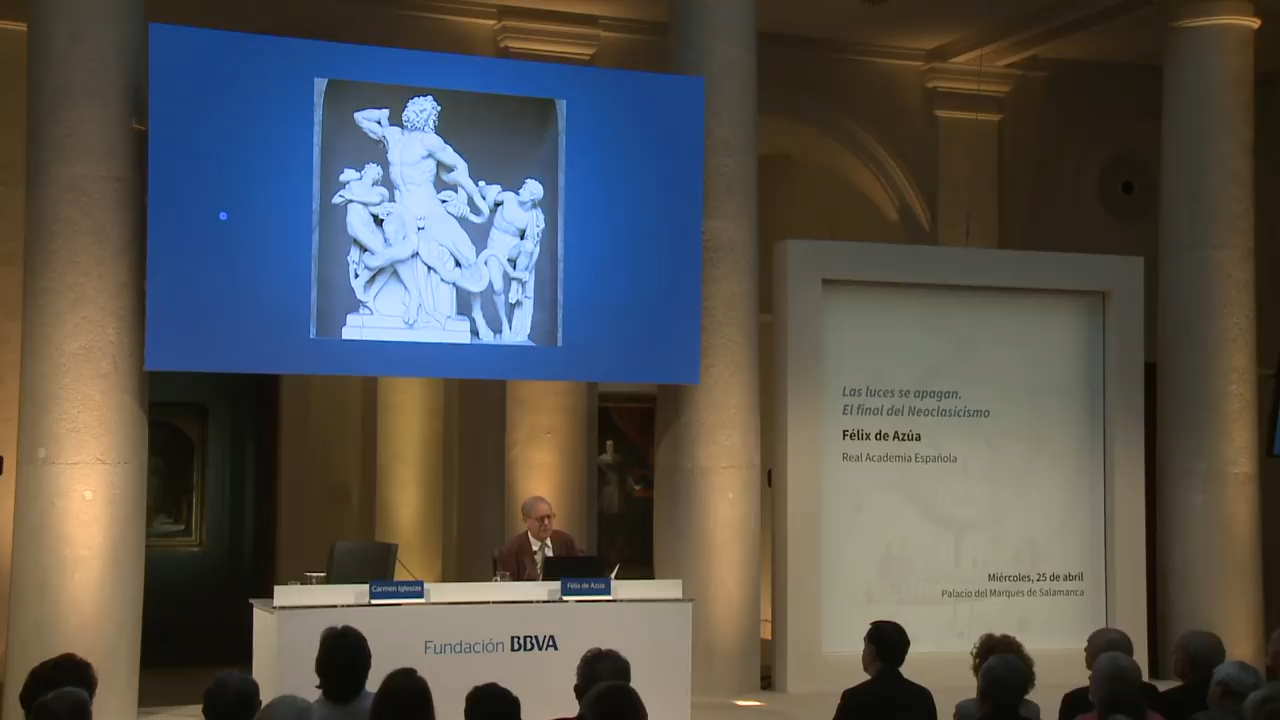 Las luces se apagan.
El final del Neoclasicismo
Félix de Azúa
Real Academia Española
Miércoles, 25 de abril
Palacio del Marqués de Salamanca
Carmen Iglesias
Félix de Azúa
Fundación BBVA